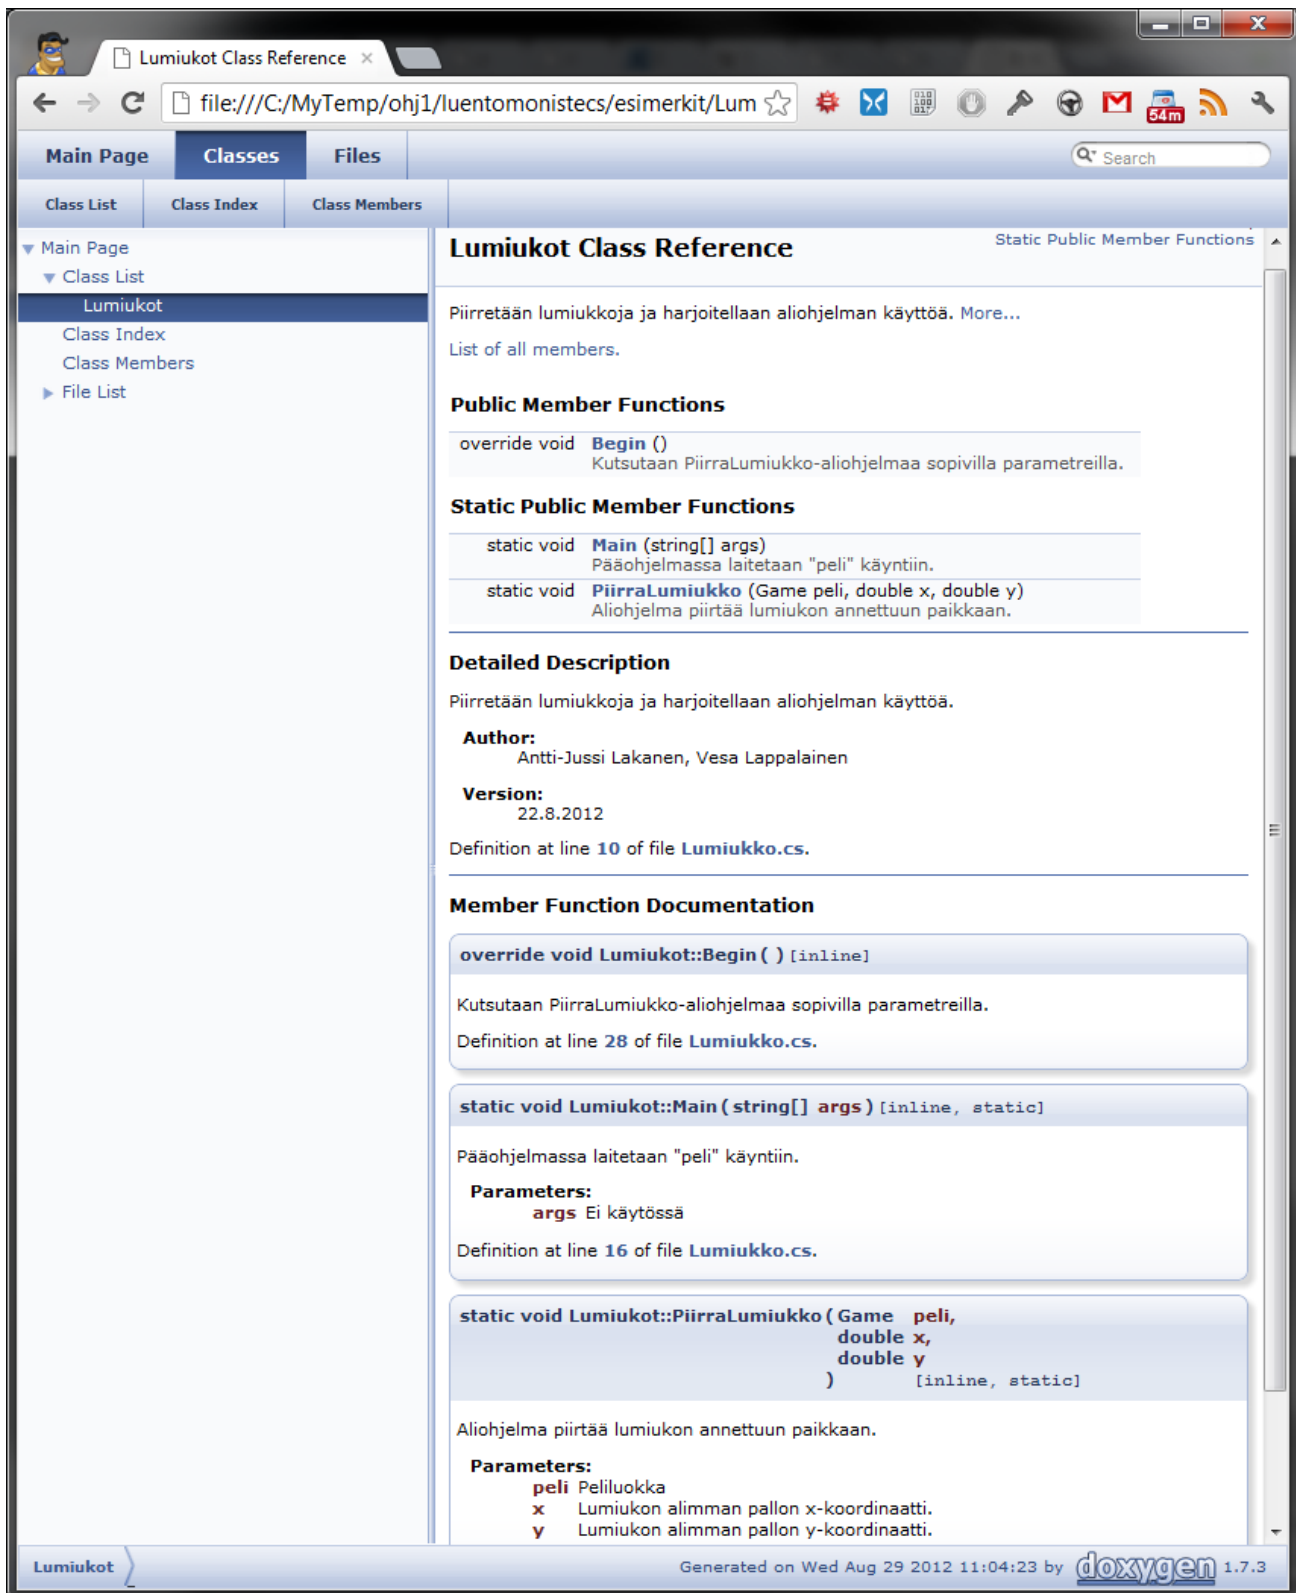 Lumiukot Class Reference
file:///C:/MyTemp/ohj1/luentomonistecs/esimerkit/Lum
54m
Main Page Classes Files
Search
Class List Class Index Class Members
Main Page
Class List
Lumiukot
Class Index
Class Members
File List
Lumiukot Class Reference
Static Public Member Functions
Piirretään lumiukkoja ja harjoitellaan aliohjelman käyttöä. More...
List of all members.
Public Member Functions
override void Begin ()
Kutsutaan PiirraLumiukko-aliohjelmaa sopivilla parametreilla.
Static Public Member Functions
static void Main (string[] args)
Pääohjelmassa laitetaan "peli" käyntiin.
static void PiirraLumiukko (Game peli, double x, double y)
Aliohjelma piirtää lumiukon annettuun paikkaan.
Detailed Description
Piirretään lumiukkoja ja harjoitellaan aliohjelman käyttöä.
Author:
Antti-Jussi Lakanen, Vesa Lappalainen
Version:
22.8.2012
Definition at line 10 of file Lumiukko.cs.
Member Function Documentation
override void Lumiukot::Begin ( ) [inline]
Kutsutaan PiirraLumiukko-aliohjelmaa sopivilla parametreilla.
Definition at line 28 of file Lumiukko.cs.
static void Lumiukot::Main ( string[] args ) [inline, static]
Pääohjelmassa laitetaan "peli" käyntiin.
Parameters:
args Ei käytössä
Definition at line 16 of file Lumiukko.cs.
static void Lumiukot::PiirraLumiukko ( Game peli,
double x,
double y
) [inline, static]
Aliohjelma piirtää lumiukon annettuun paikkaan.
Parameters:
peli Peliluokka
x Lumiukon alimman pallon x-koordinaatti.
y Lumiukon alimman pallon y-koordinaatti.
Lumiukot
Generated on Wed Aug 29 2012 11:04:23 by doxygen 1.7.3